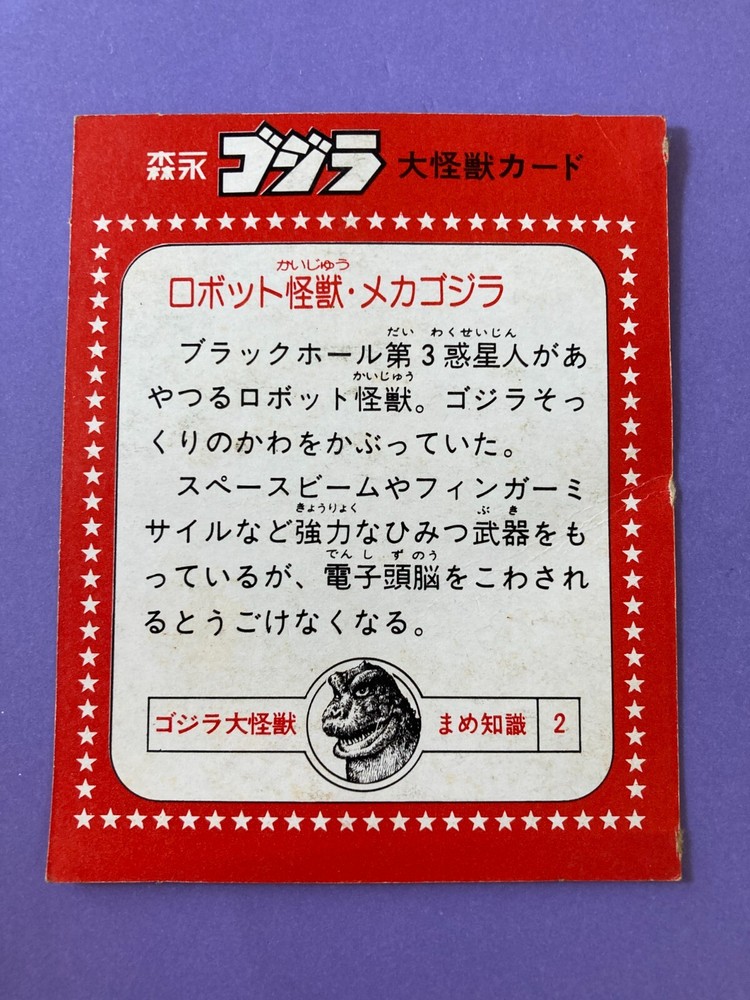 森永 ゴジラ 大怪獣カード
かいじゅう
ロボット怪獣・メカゴジラ
だい わくせいじん
ブラックホール第3惑星人があ
かいじゅう
やつるロボット怪獣。ゴジラそっ
くりのかわをかぶっていた。
スペースビームやフィンガーミ
きょうりょく ぶき
サイルなど強力なひみつ武器をも
でんしずのう
っているが、電子頭脳をこわされ
るとうごけなくなる。
ゴジラ大怪獣 まめ知識 2